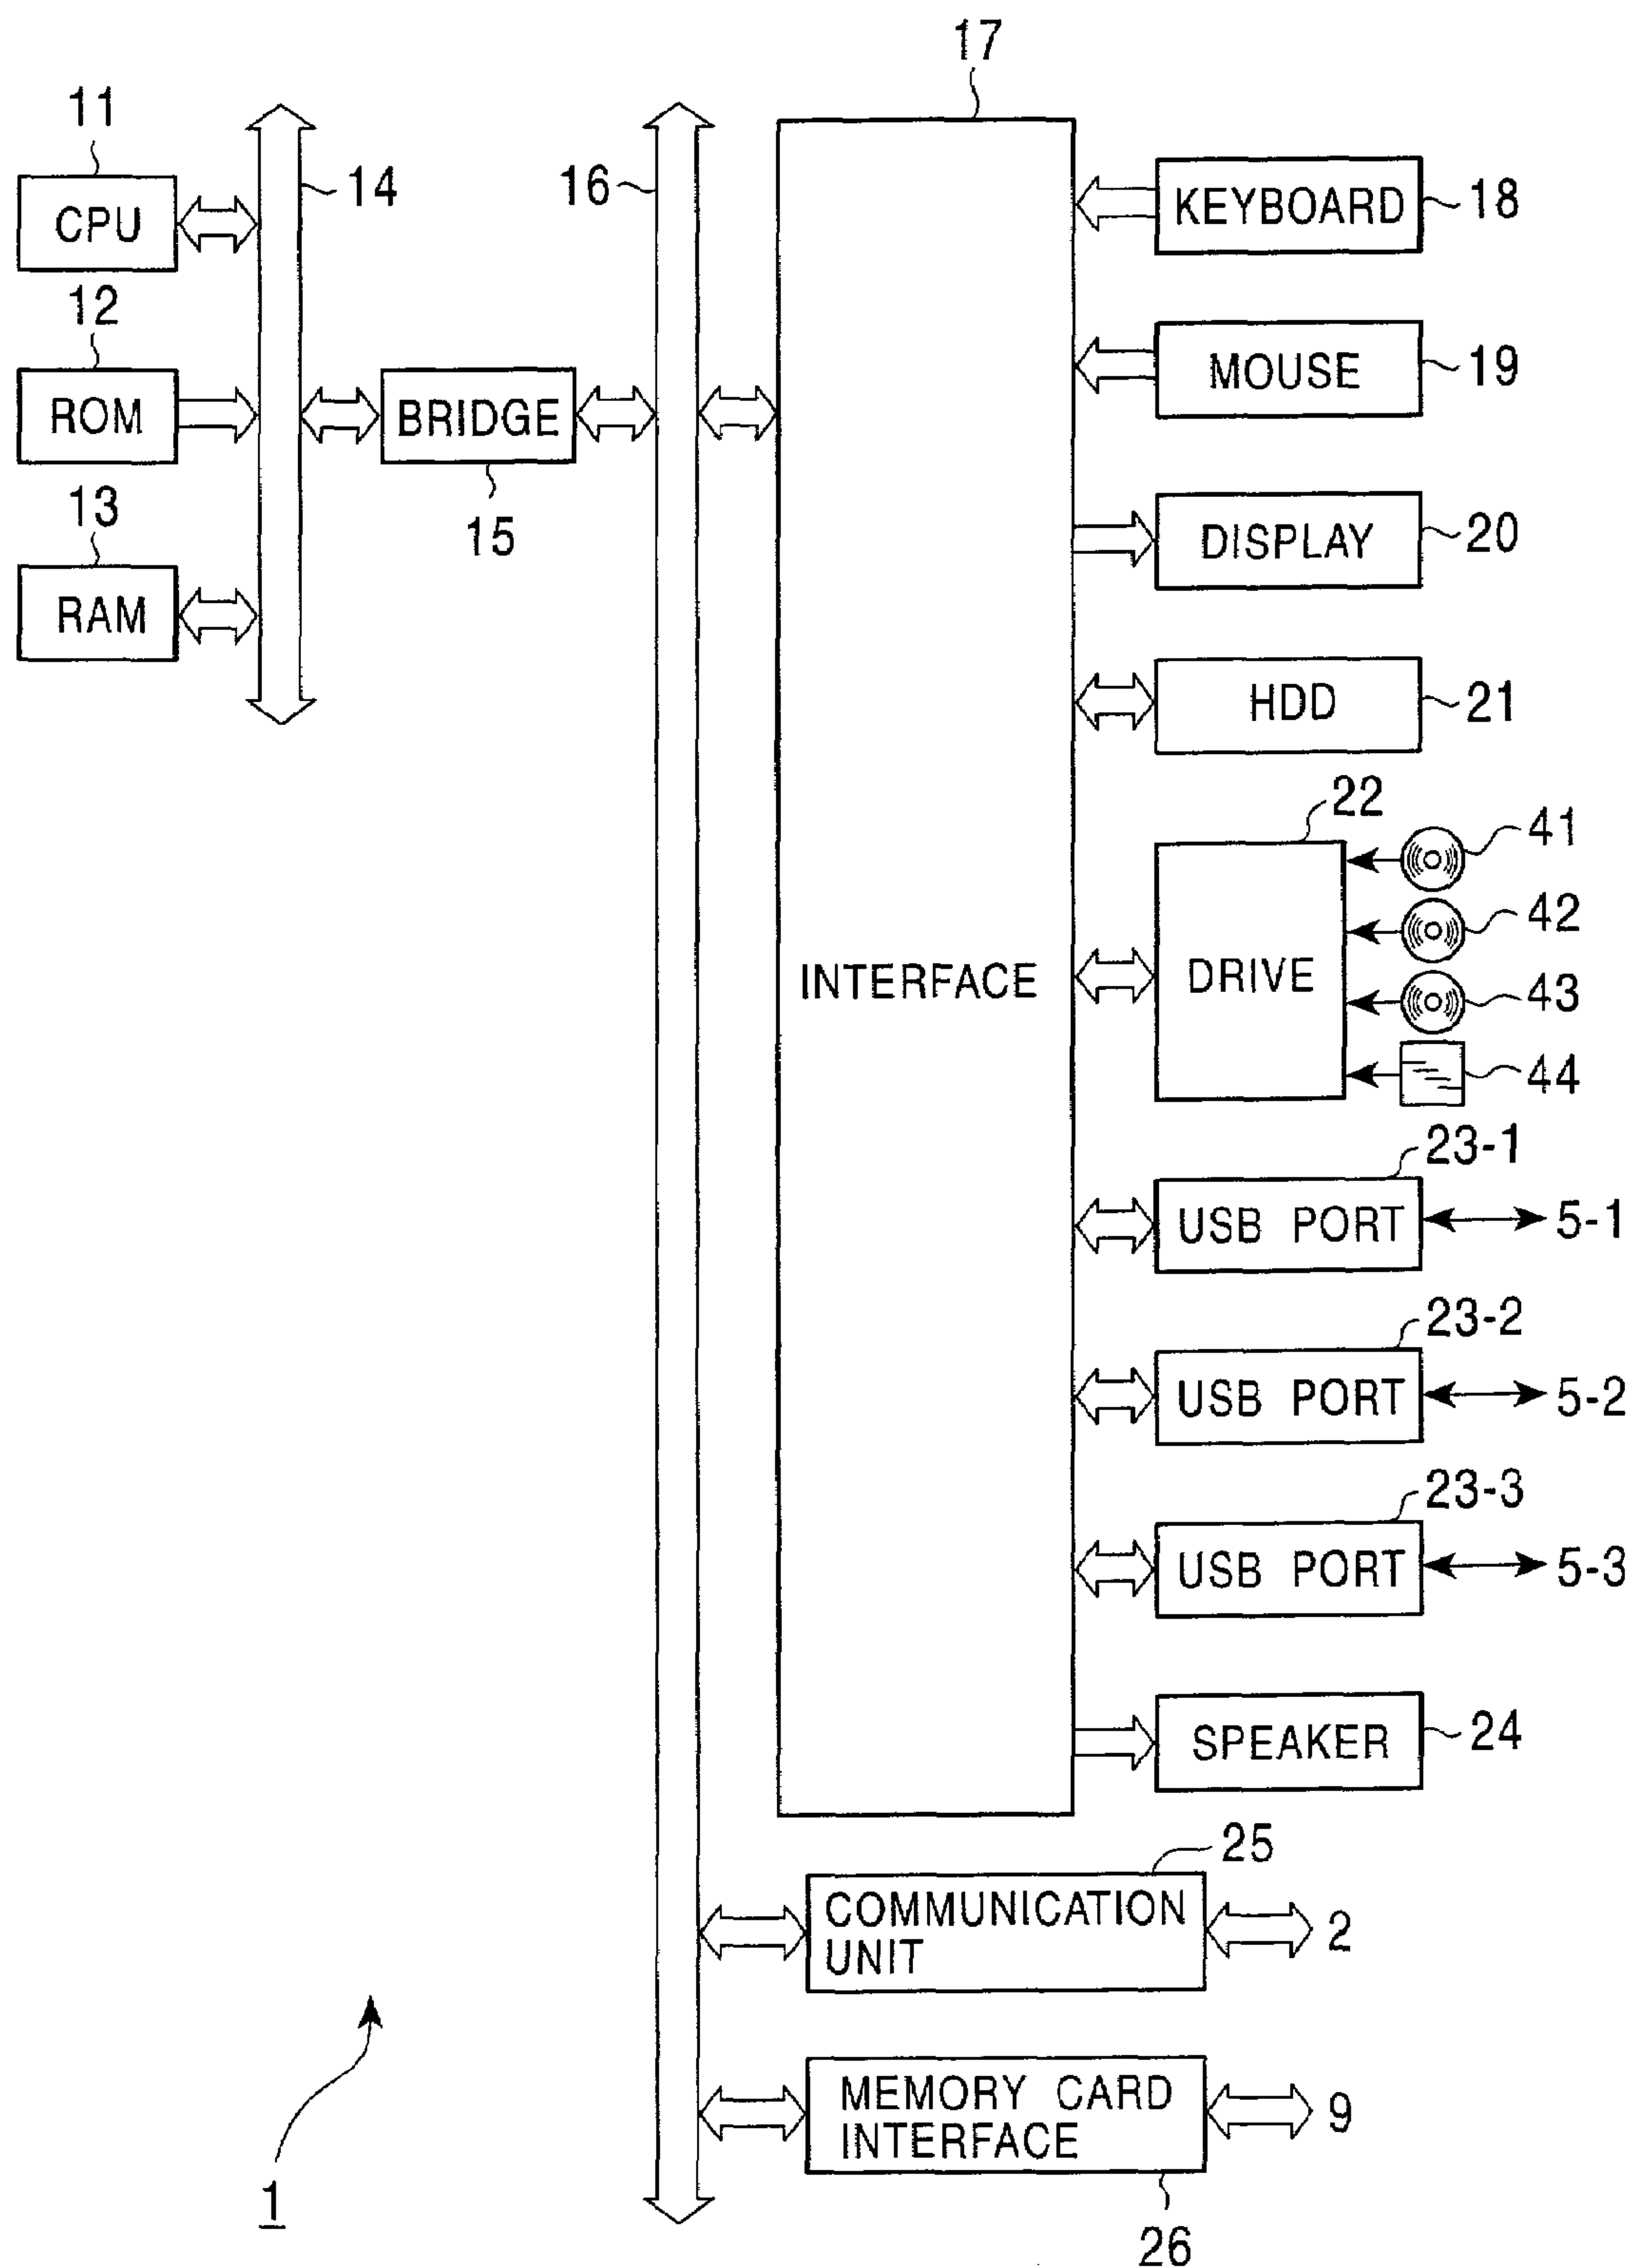 17
11
CPU
14
16
KEYBOARD
18
12
ROM
BRIDGE
15
MOUSE
19
13
RAM
DISPLAY
20
HDD
21
INTERFACE
22
DRIVE
41
42
43
44
23-1
USB PORT
5-1
23-2
USB PORT
5-2
23-3
USB PORT
5-3
SPEAKER
24
25
COMMUNICATION
UNIT
2
MEMORY CARD
INTERFACE
9
26
1